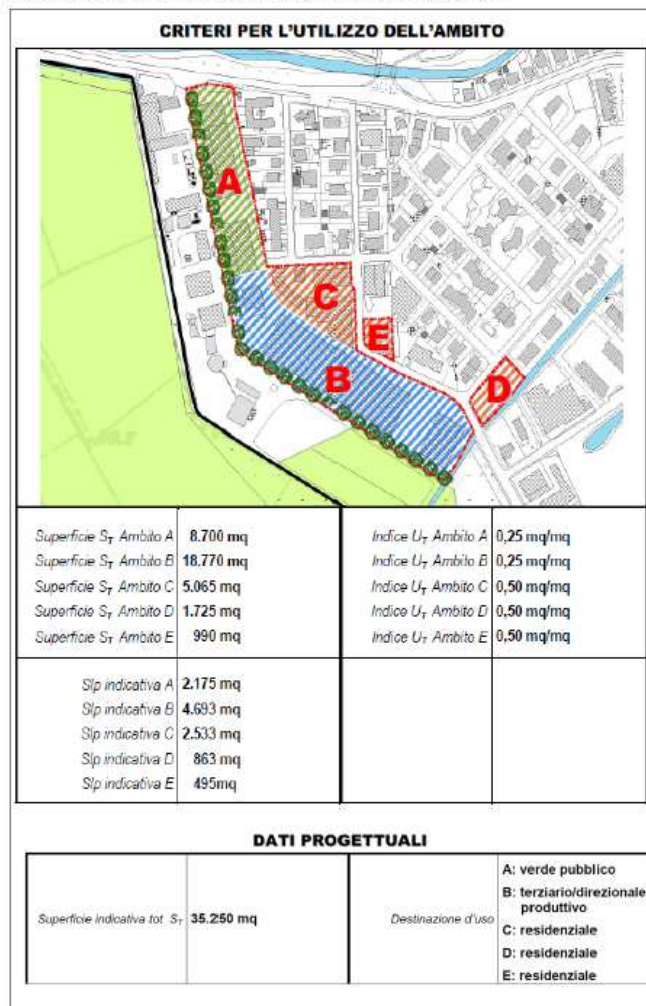 CRITERI PER L'UTILIZZO DELL'AMBITO
A
C
E
B
D
Superficie ST Ambito A 8.700 mq
Superficie ST Ambito B 18.770 mq
Superficie ST Ambito C 5.065 mq
Superficie ST Ambito D 1.725 mq
Superficie ST Ambito E 990 mq
Indice UT Ambito A 0,25 mq/mq
Indice UT Ambito B 0,25 mq/mq
Indice UT Ambito C 0,50 mq/mq
Indice UT Ambito D 0,50 mq/mq
Indice UT Ambito E 0,50 mq/mq
Slp indicativa A 2.175 mq
Slp indicativa B 4.693 mq
Slp indicativa C 2.533 mq
Slp indicativa D 863 mq
Slp indicativa E 495mq
DATI PROGETTUALI
Superficie indicativa tot ST 35.250 mq
Destinazione d'uso
A: verde pubblico
B: terziario/direzionale
produttivo
C: residenziale
D: residenziale
E: residenziale